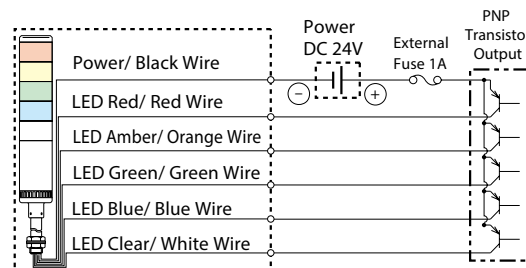 PNP
Transisto
Output
Power
DC 24V
External
Fuse 1A
Power/ Black Wire
− +
LED Red/ Red Wire
LED Amber/ Orange Wire
LED Green/ Green Wire
LED Blue/ Blue Wire
LED Clear/ White Wire